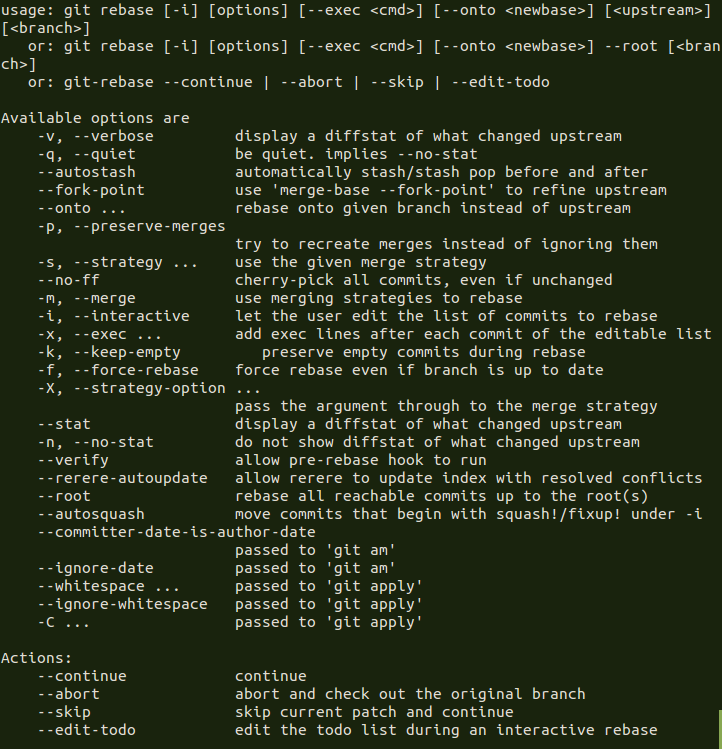 usage: git rebase [-i] [options] [--exec <cmd>] [--onto <newbase>] [<upstream>]
[<branch>]
   or: git rebase [-i] [options] [--exec <cmd>] [--onto <newbase>] --root [<bran
ch>]
   or: git-rebase --continue | --abort | --skip | --edit-todo

Available options are
    -v, --verbose         display a diffstat of what changed upstream
    -q, --quiet           be quiet. implies --no-stat
    --autostash           automatically stash/stash pop before and after
    --fork-point          use 'merge-base --fork-point' to refine upstream
    --onto ...            rebase onto given branch instead of upstream
    -p, --preserve-merges
                          try to recreate merges instead of ignoring them
    -s, --strategy ...    use the given merge strategy
    --no-ff               cherry-pick all commits, even if unchanged
    -m, --merge           use merging strategies to rebase
    -i, --interactive     let the user edit the list of commits to rebase
    -x, --exec ...        add exec lines after each commit of the editable list
    -k, --keep-empty         preserve empty commits during rebase
    -f, --force-rebase    force rebase even if branch is up to date
    -X, --strategy-option ...
                          pass the argument through to the merge strategy
    --stat                display a diffstat of what changed upstream
    -n, --no-stat         do not show diffstat of what changed upstream
    --verify              allow pre-rebase hook to run
    --rerere-autoupdate   allow rerere to update index with resolved conflicts
    --root                rebase all reachable commits up to the root(s)
    --autosquash          move commits that begin with squash!/fixup! under -i
    --committer-date-is-author-date
                          passed to 'git am'
    --ignore-date         passed to 'git am'
    --whitespace ...      passed to 'git apply'
    --ignore-whitespace   passed to 'git apply'
    -C ...                passed to 'git apply'

Actions:
    --continue            continue
    --abort               abort and check out the original branch
    --skip                skip current patch and continue
    --edit-todo           edit the todo list during an interactive rebase